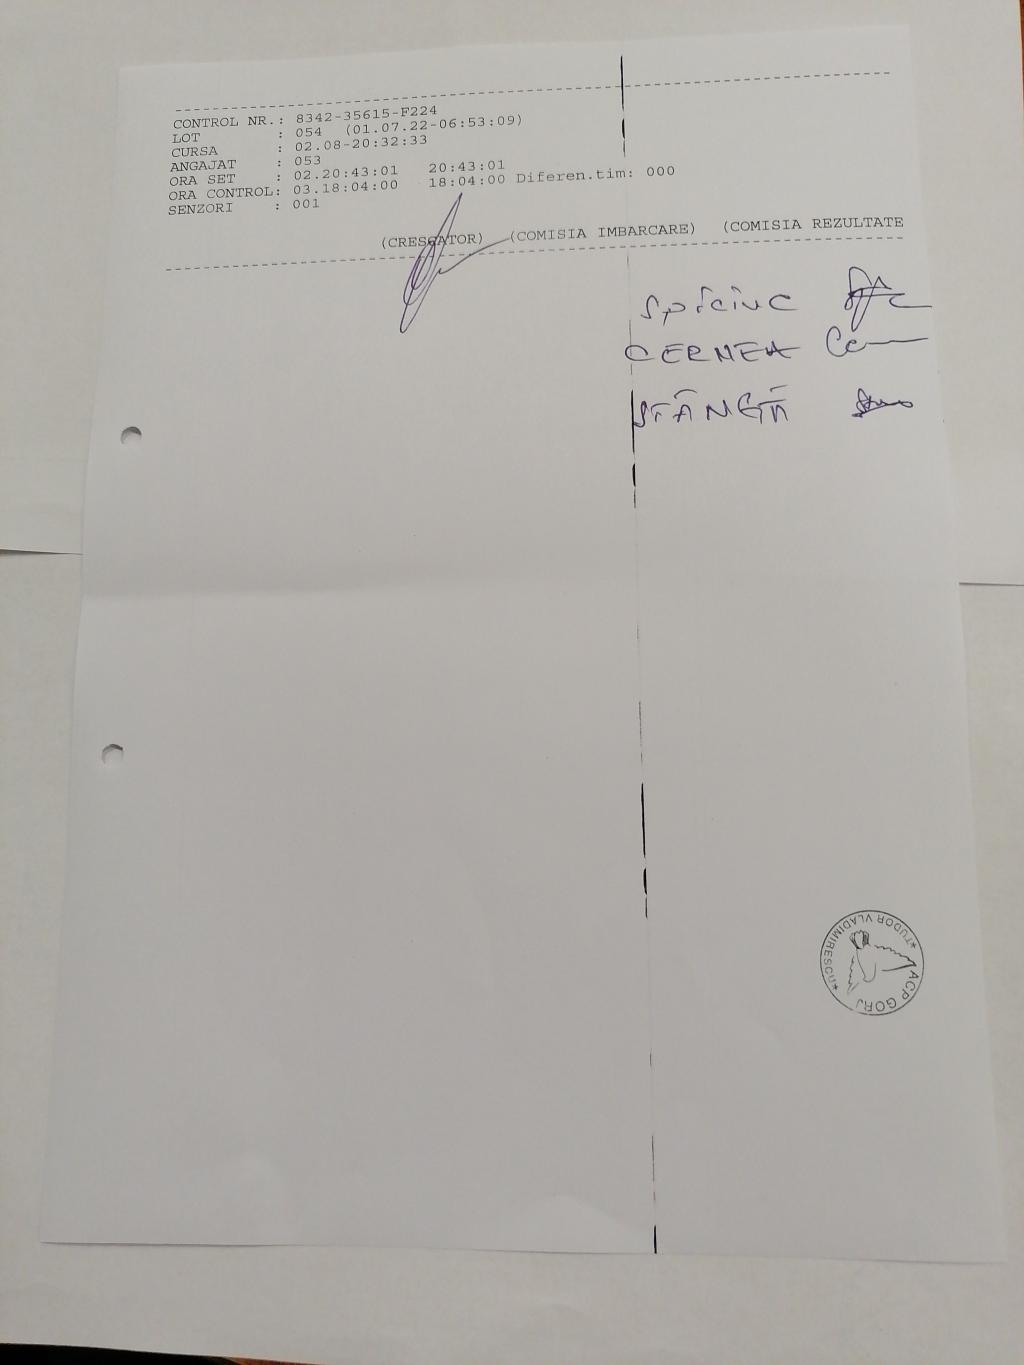 CONTROL NR.: 8342-35615-F224
LOT : 054 (01.07.22-06:53:09)
CURSA : 02.08-20:32:33
ANGAJAT : 053
ORA SET : 02.20:43:01 20:43:01
ORA CONTROL: 03.18:04:00 18:04:00 Diferen.tim: 000
SENZORI : 001
(CRESCATOR) (COMISIA IMBARCARE) (COMISIA REZULTATE
CERNEA
STÂNGĂ
*TUDOR VLADIMIRESCU*
ACP GORJ